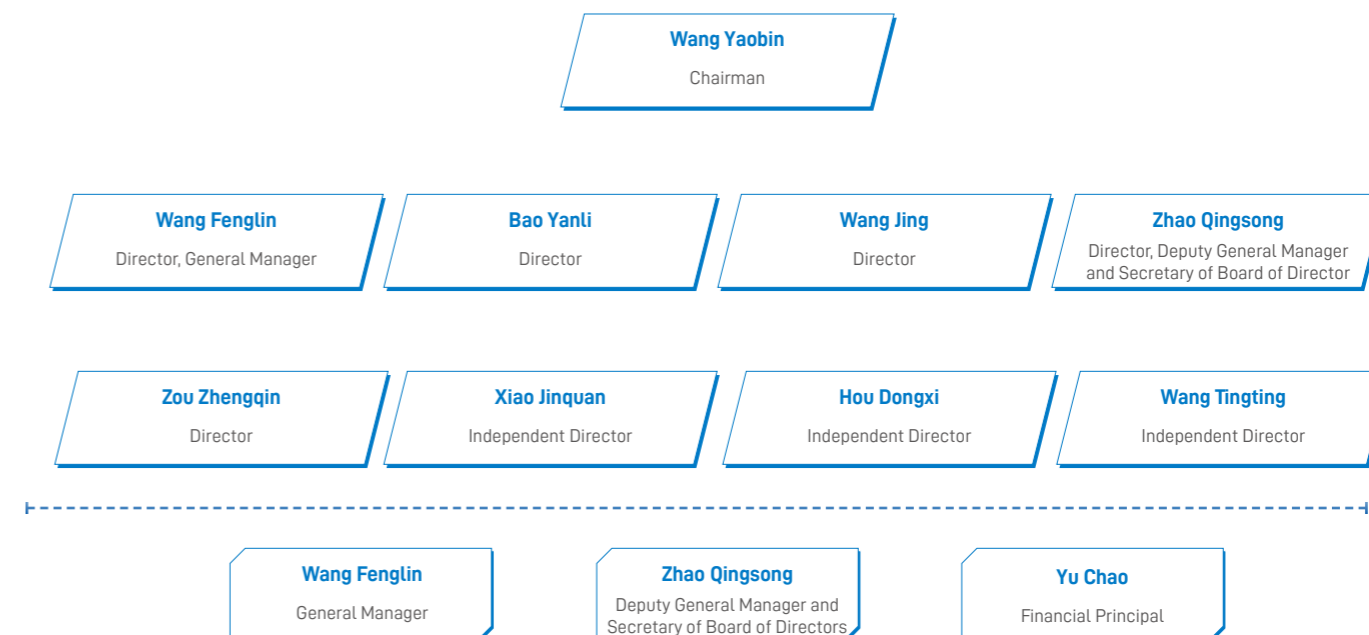 Wang Yaobin
Chairman
Wang Fenglin
Director, General Manager
Bao Yanli
Director
Wang Jing
Director
Zhao Qingsong
Director, Deputy General Manager
and Secretary of Board of Director
Zou Zhengqin
Director
Xiao Jinquan
Independent Director
Hou Dongxi
Independent Director
Wang Tingting
Independent Director
Wang Fenglin
General Manager
Zhao Qingsong
Deputy General Manager and
Secretary of Board of Directors
Yu Chao
Financial Principal